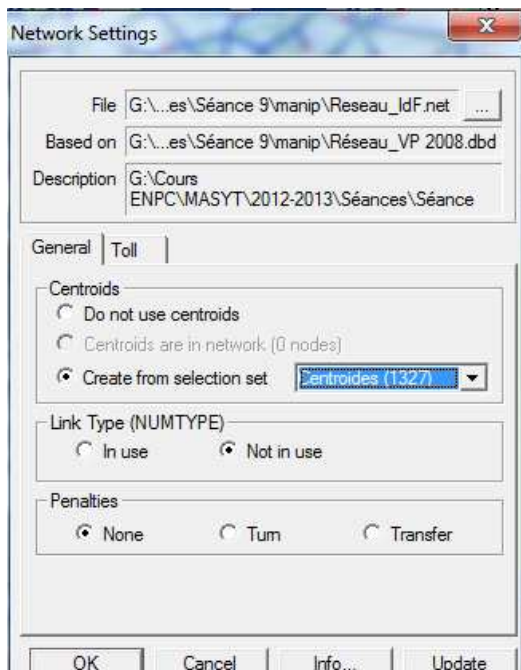 Network Settings
X
File G:\...es\Séance 9\manip\Reseau_IdF.net ...
Based on G:\...es\Séance 9\manip\Réseau_VP 2008.dbd
Description G:\Cours
ENPC\MASYT\2012-2013\Séances\Séance
General Toll
Centroids
Do not use centroids
Centroids are in network (0 nodes)
Create from selection set Centroides (1327)
Link Type (NUMTYPE)
In use Not in use
Penalties
None Turn Transfer
OK Cancel Info... Update